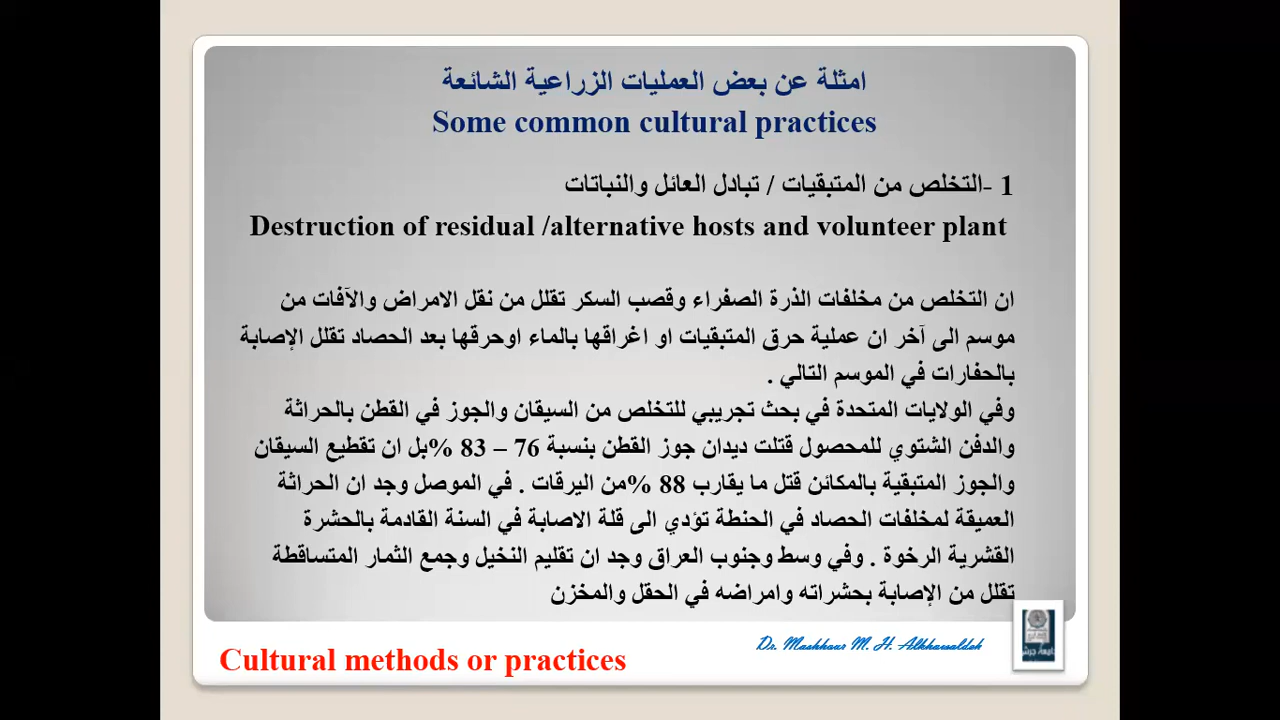 امثلة عن بعض العمليات الزراعية الشائعة
Some common cultural practices
1 -التخلص من المتبقيات / تبادل العائل والنباتات
Destruction of residual /alternative hosts and volunteer plant
ان التخلص من مخلفات الذرة الصفراء وقصب السكر تقلل من نقل الامراض والآفات من
موسم الى آخر ان عملية حرق المتبقيات او اغراقها بالماء اوحرقها بعد الحصاد تقلل الإصابة
بالحفارات في الموسم التالي .
وفي الولايات المتحدة في بحث تجريبي للتخلص من السيقان والجوز في القطن بالحراثة
والدفن الشتوي للمحصول قتلت ديدان جوز القطن بنسبة 76 – 83 %بل ان تقطيع السيقان
والجوز المتبقية بالمكائن قتل ما يقارب 88 %من اليرقات . في الموصل وجد ان الحراثة
العميقة لمخلفات الحصاد في الحنطة تؤدي الى قلة الاصابة في السنة القادمة بالحشرة
القشرية الرخوة . وفي وسط وجنوب العراق وجد ان تقليم النخيل وجمع الثمار المتساقطة
تقلل من الإصابة بحشراته وامراضه في الحقل والمخزن
Dr. Mashhour M. H. Alkhawaldeh
Cultural methods or practices